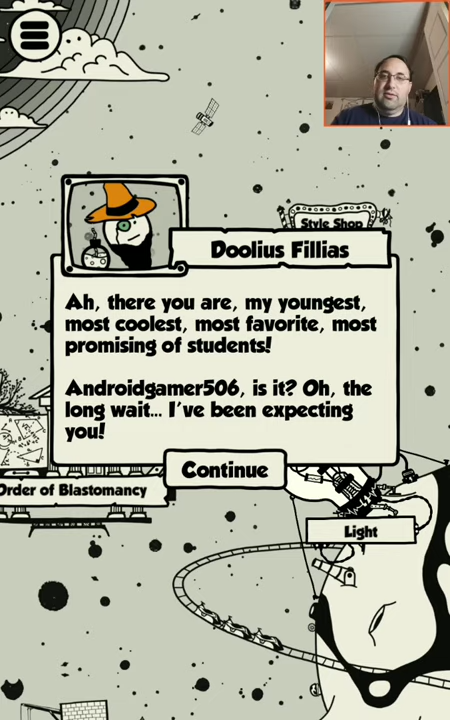 Style Shop
Doolius Fillias
Ah, there you are, my youngest,
most coolest, most favorite, most
promising of students!
Androidgamer506, is it? Oh, the
long wait... I've been expecting
you!
Continue
Order of Blastomancy
Light